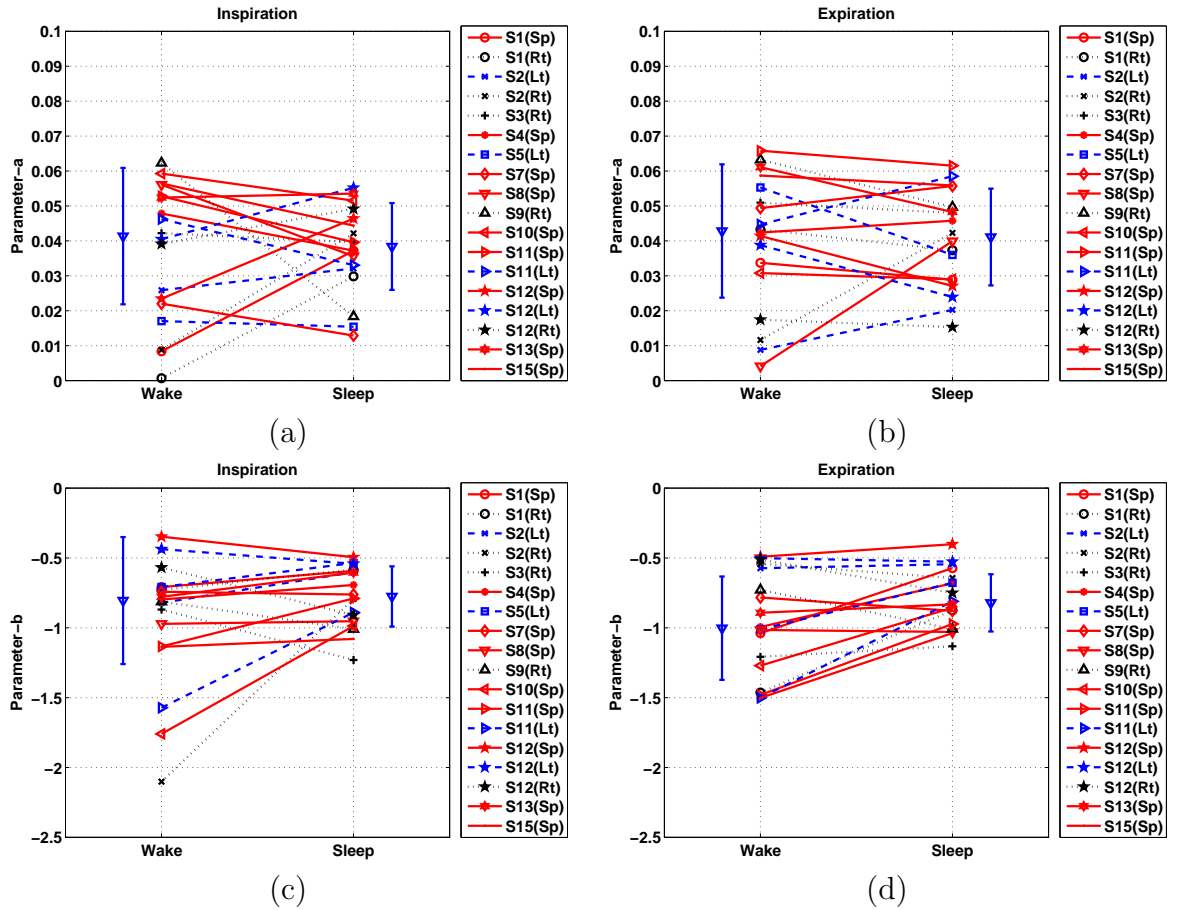 Inspiration
Parameter−a
0.1
0.09
0.08
0.07
0.06
0.05
0.04
0.03
0.02
0.01
0
Wake
Sleep
S1(Sp)
S1(Rt)
S2(Lt)
S2(Rt)
S3(Rt)
S4(Sp)
S5(Lt)
S7(Sp)
S8(Sp)
S9(Rt)
S10(Sp)
S11(Sp)
S11(Lt)
S12(Sp)
S12(Lt)
S12(Rt)
S13(Sp)
S15(Sp)
(a)
Expiration
Parameter−a
0.1
0.09
0.08
0.07
0.06
0.05
0.04
0.03
0.02
0.01
0
Wake
Sleep
S1(Sp)
S1(Rt)
S2(Lt)
S2(Rt)
S3(Rt)
S4(Sp)
S5(Lt)
S7(Sp)
S8(Sp)
S9(Rt)
S10(Sp)
S11(Sp)
S11(Lt)
S12(Sp)
S12(Lt)
S12(Rt)
S13(Sp)
S15(Sp)
(b)
Inspiration
Parameter−b
0
−0.5
−1
−1.5
−2
−2.5
Wake
Sleep
S1(Sp)
S1(Rt)
S2(Lt)
S2(Rt)
S3(Rt)
S4(Sp)
S5(Lt)
S7(Sp)
S8(Sp)
S9(Rt)
S10(Sp)
S11(Sp)
S11(Lt)
S12(Sp)
S12(Lt)
S12(Rt)
S13(Sp)
S15(Sp)
(c)
Expiration
Parameter−b
0
−0.5
−1
−1.5
−2
−2.5
Wake
Sleep
S1(Sp)
S1(Rt)
S2(Lt)
S2(Rt)
S3(Rt)
S4(Sp)
S5(Lt)
S7(Sp)
S8(Sp)
S9(Rt)
S10(Sp)
S11(Sp)
S11(Lt)
S12(Sp)
S12(Lt)
S12(Rt)
S13(Sp)
S15(Sp)
(d)